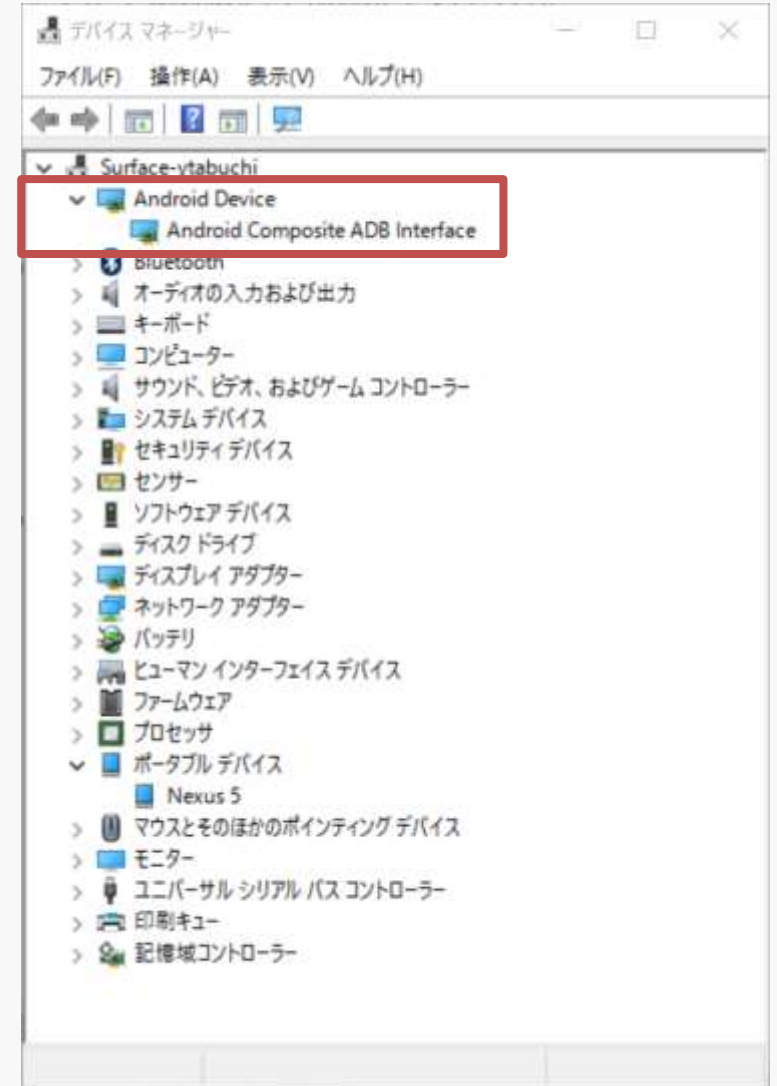 デバイス マネージャー
ファイル(F) 操作(A) 表示(V) ヘルプ(H)
Surface-ytabuchi
Android Device
Android Composite ADB Interface
Bluetooth
オーディオの入力および出力
キーボード
コンピューター
サウンド、ビデオ、およびゲーム コントローラー
システム デバイス
セキュリティ デバイス
センサー
ソフトウェア デバイス
ディスク ドライブ
ディスプレイ アダプター
ネットワーク アダプター
バッテリ
ヒューマン インターフェイス デバイス
ファームウェア
プロセッサ
ポータブル デバイス
Nexus 5
マウスとそのほかのポインティング デバイス
モニター
ユニバーサル シリアル バス コントローラー
印刷キュー
記憶域コントローラー